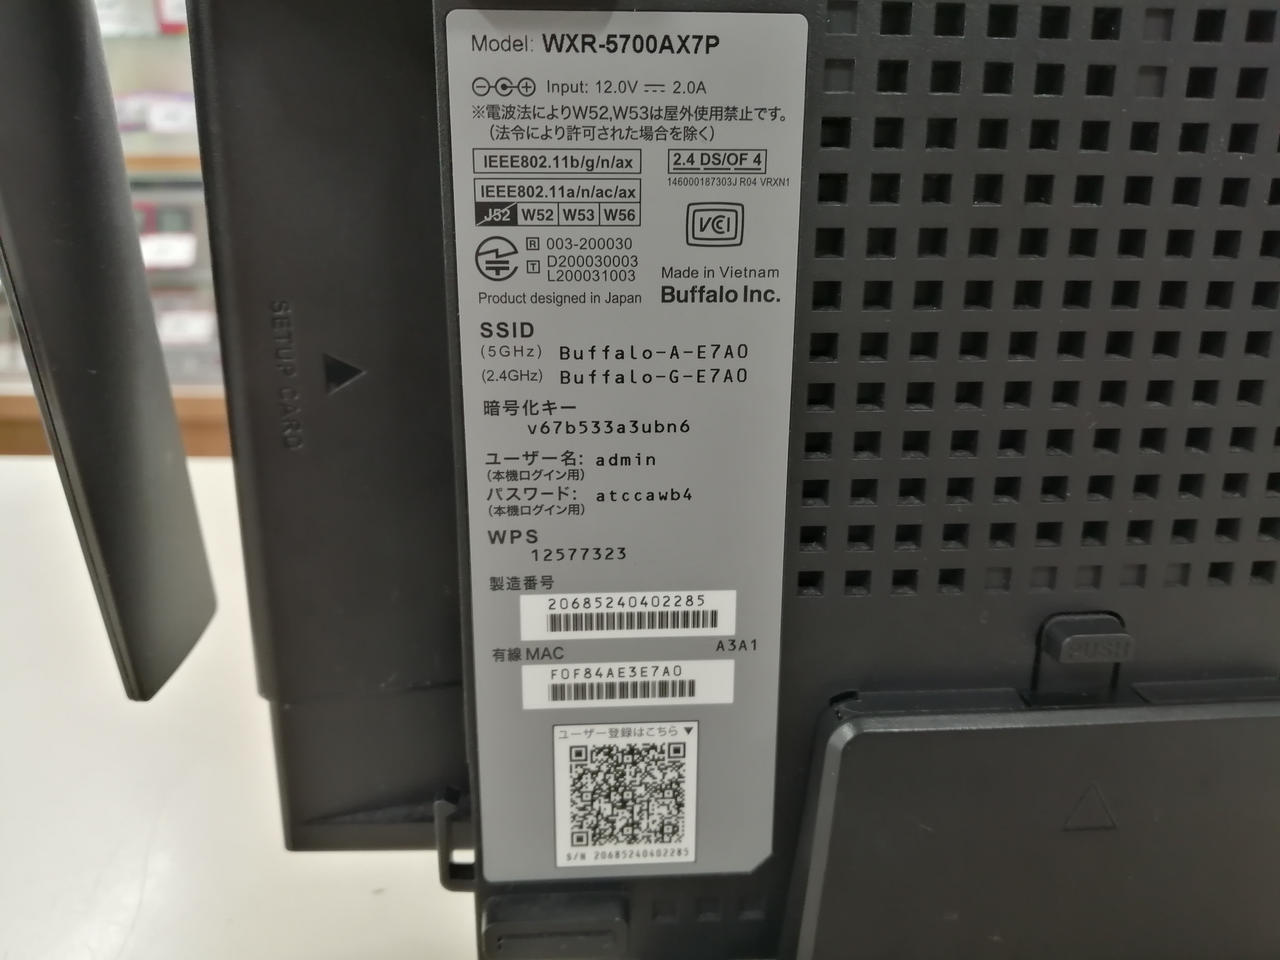 Model: WXR-5700AX7P
Input: 12.0V 2.0A
※電波法によりW52,W53は屋外使用禁止です。
(法令により許可された場合を除く)
IEEE802.11b/g/n/ax
2.4 DS/OF 4
146000187303J R04 VRXN1
IEEE802.11a/n/ac/ax
J52 W52 W53 W56
VCCI
R 003-200030
T D200030003
L200031003
Made in Vietnam
Product designed in Japan
Buffalo Inc.
SSID
(5GHz) Buffalo-A-E7A0
(2.4GHz) Buffalo-G-E7A0
暗号化キー
v67b533a3ubn6
ユーザー名: admin
(本機ログイン用)
パスワード: atccawb4
(本機ログイン用)
WPS
12577323
製造番号
20685240402285
有線MAC
A3A1
F0F84AE3E7A0
ユーザー登録はこちら▼
S/N 20685240402285
SETUP CARD
PUSH